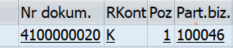 Nr dokum. RKont Poz Part.biz.
4100000020 K 1 100046